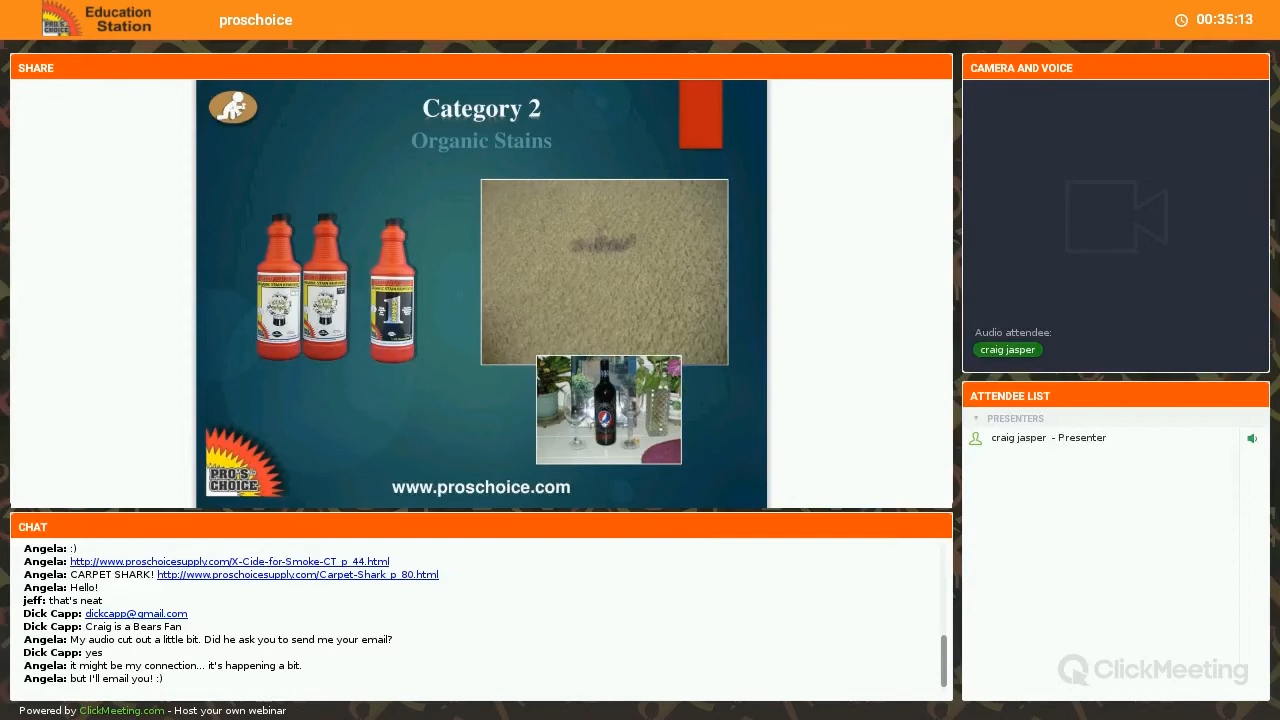 PRO'S CHOICE
Education
Station
proschoice
00:35:13
SHARE
Category 2
Organic Stains
1
PRO'S
CHOICE
www.proschoice.com
CAMERA AND VOICE
Audio attendee:
craig jasper
ATTENDEE LIST
PRESENTERS
craig jasper - Presenter
ClickMeeting
CHAT
Angela: :)
Angela: http://www.proschoicesupply.com/X-Cide-for-Smoke-CT_p_44.html
Angela: CARPET SHARK! http://www.proschoicesupply.com/Carpet-Shark_p_80.html
Angela: Hello!
jeff: that's neat
Dick Capp: dickcapp@gmail.com
Dick Capp: Craig is a Bears Fan
Angela: My audio cut out a little bit. Did he ask you to send me your email?
Dick Capp: yes
Angela: it might be my connection... it's happening a bit.
Angela: but I'll email you! :)
Powered by ClickMeeting.com - Host your own webinar